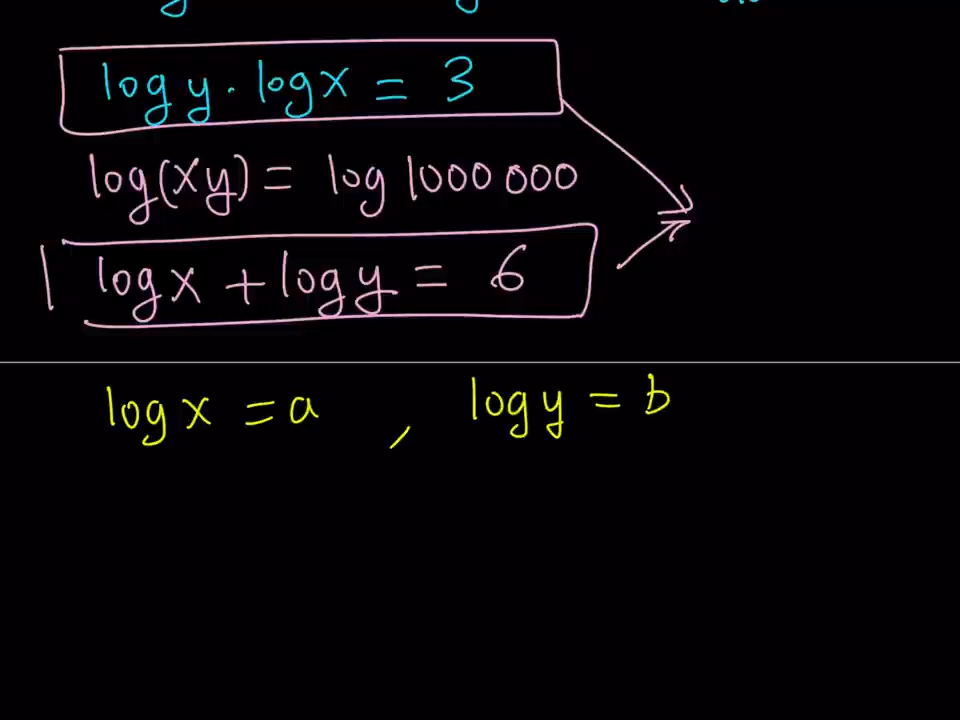 log y · log x = 3
log(xy) = log 1000 000
log x + log y = 6
log x = a , log y = b